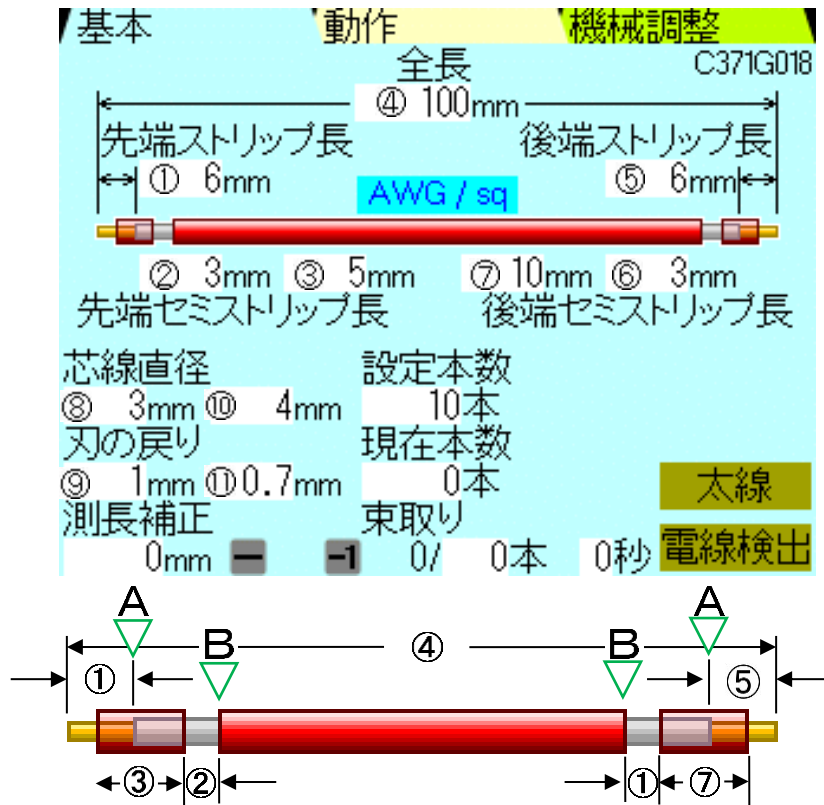 基本 動作 機械調整
全長 C371G018
④ 100mm
先端ストリップ長 後端ストリップ長
① 6mm ⑤ 6mm
AWG / sq
② 3mm ③ 5mm ⑦ 10mm ⑥ 3mm
先端セミストリップ長 後端セミストリップ長
芯線直径 設定本数
⑧ 3mm ⑩ 4mm 10本
刃の戻り 現在本数
⑨ 1mm ⑪ 0.7mm 0本 太線
測長補正 束取り
0mm ー -1 0/ 0本 0秒 電線検出
A A
B ④ B
① ⑤
③ ② ① ⑦